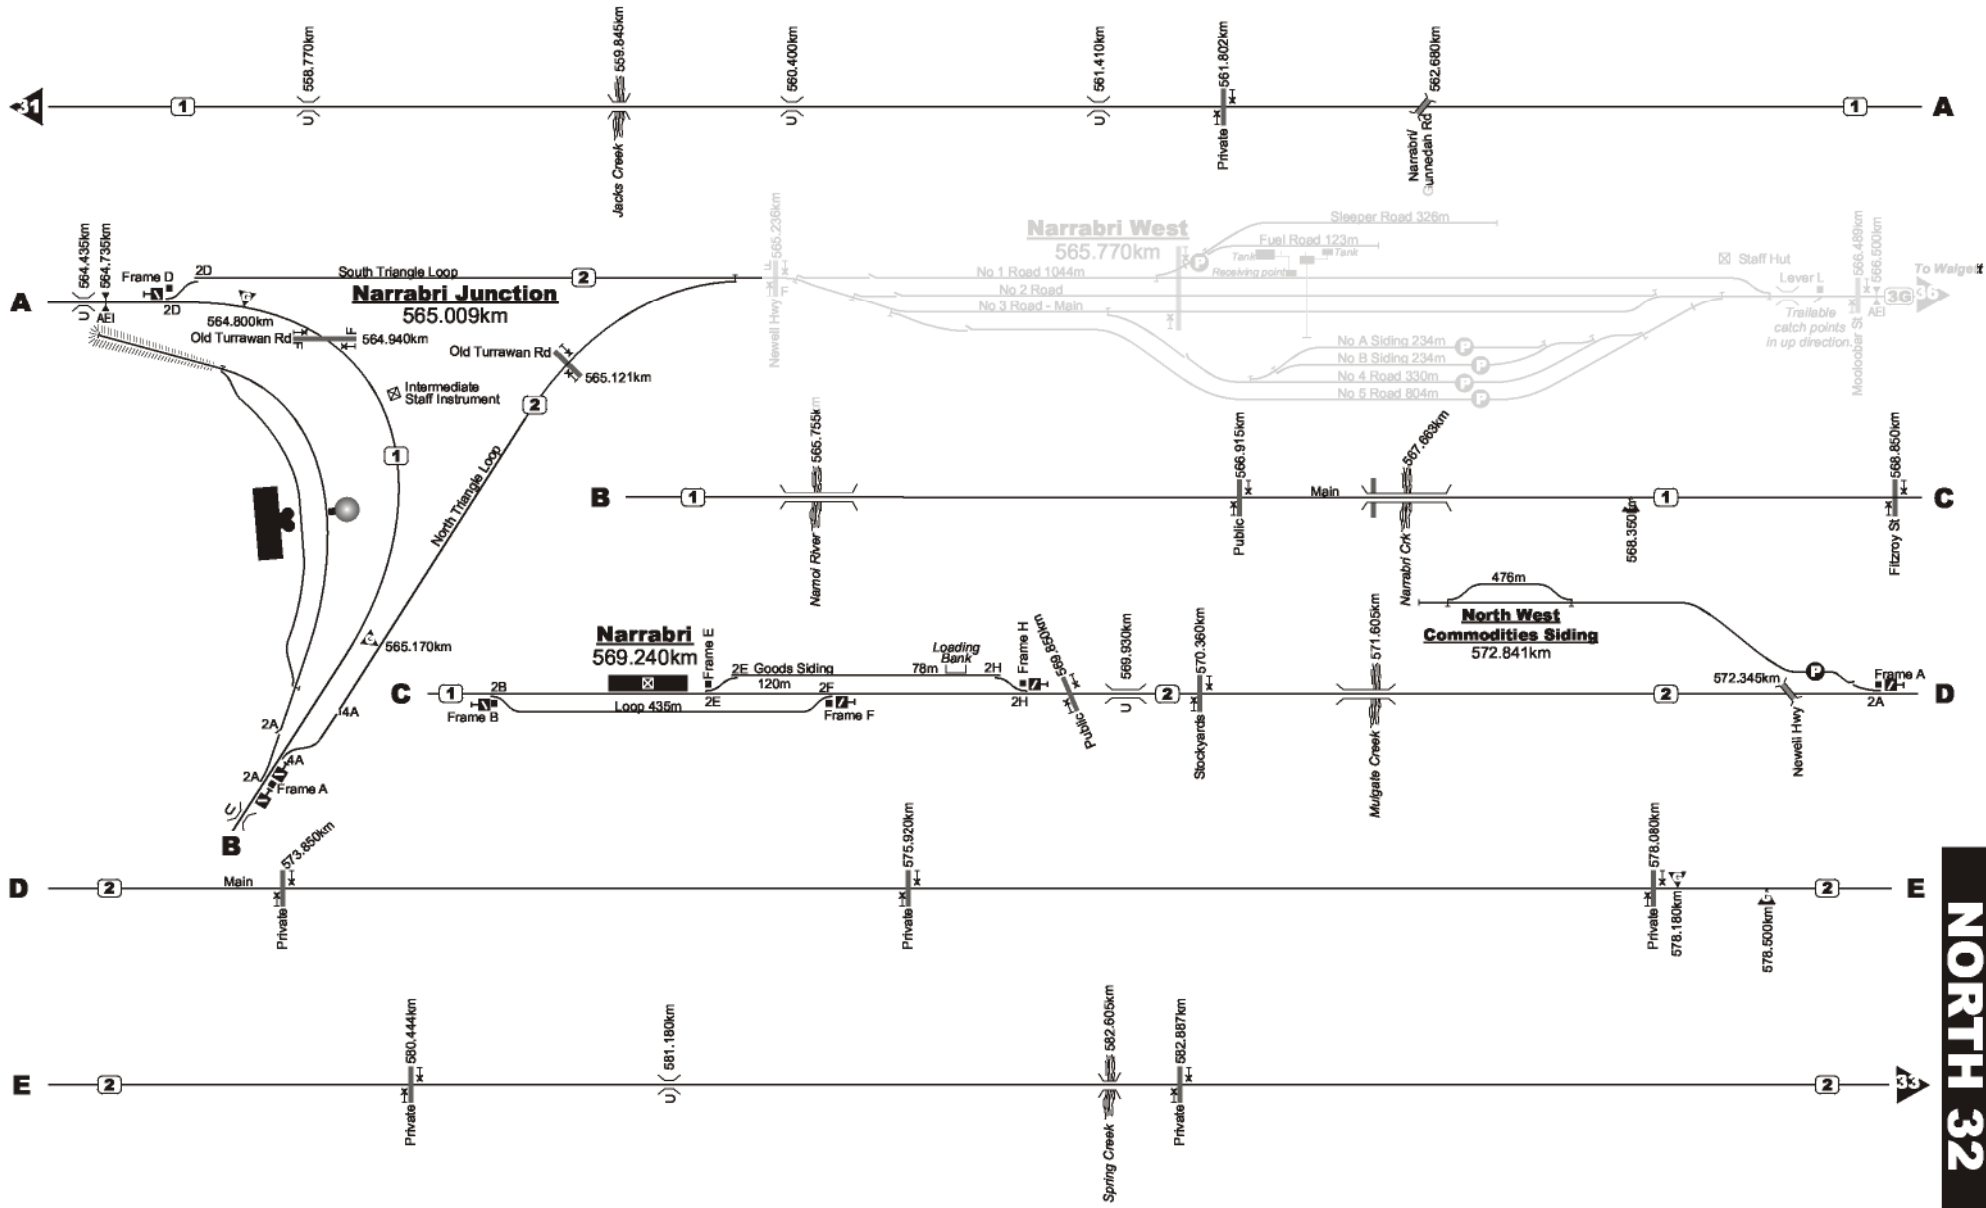 31
1
558.770km
U
559.845km
Jacks Creek
560.400km
U
561.410km
U
561.802km
Private
562.680km
Narrabri/
Gunnedah Rd
1
A
A
564.435km
U
564.735km
AEI
Frame D
2D
2D
South Triangle Loop
2
Narrabri Junction
565.009km
G
564.800km
Old Turrawan Rd
F
F
564.940km
Intermediate
Staff Instrument
Old Turrawan Rd
565.121km
2
1
North Triangle Loop
G
565.170km
2A
14A
2A
4A
Frame A
U
B
565.236km
F
F
Newell Hwy
Narrabri West
565.770km
P
Sleeper Road 326m
Fuel Road 123m
Tank
Tank
Receiving point
No 1 Road 1044m
No 2 Road
No 3 Road - Main
No A Siding 234m
P
No B Siding 234m
P
No 4 Road 330m
P
No 5 Road 804m
P
Staff Hut
Lever L
Trailable
catch points
in up direction.
566.489km
Mooloobar St
566.500km
AEI
3G
36
To Walgett
B
1
565.755km
Namoi River
566.915km
Public
Main
567.663km
Narrabri Crk
568.350km
1
568.850km
Fitzroy St
C
C
1
2B
Frame B
Narrabri
569.240km
Loop 435m
Frame E
2E
2E
Goods Siding
120m
2F
Frame F
78m
Loading
Bank
2H
2H
Frame H
569.850km
Public
569.930km
U
2
570.360km
Stockyards
571.605km
Mulgate Creek
476m
North West
Commodities Siding
572.841km
2
572.345km
Newell Hwy
P
Frame A
2A
D
D
2
Main
573.850km
Private
575.920km
Private
578.080km
Private
G
578.180km
G
578.500km
2
E
E
2
580.444km
Private
581.180km
U
582.605km
Spring Creek
582.887km
Private
2
33
NORTH 32